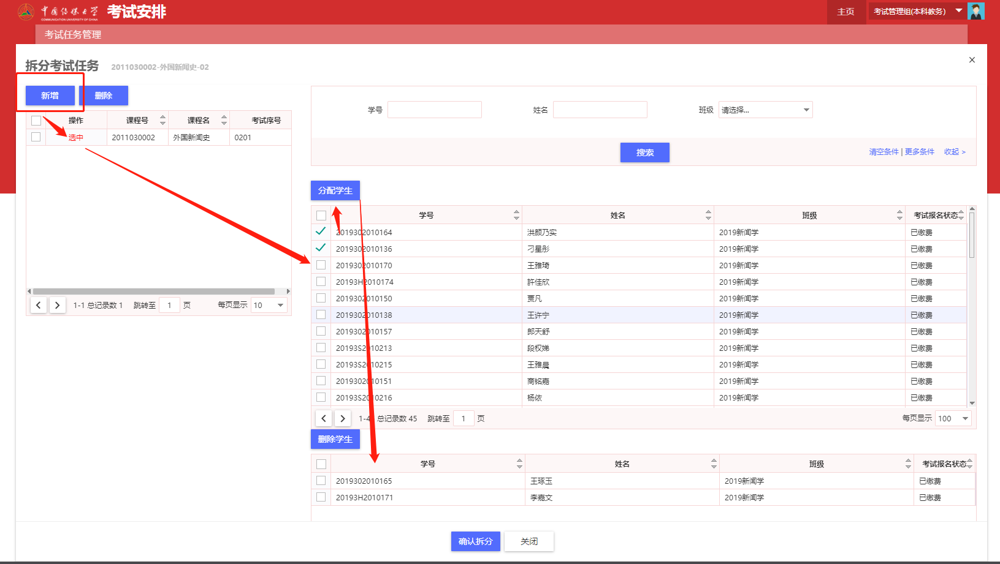 中国传媒大学
COMMUNICATION UNIVERSITY OF CHINA
考试安排
主页
考试管理组(本科教务)
考试任务管理
拆分考试任务 2011030002-外国新闻史-02
×
新增 删除
操作 课程号 课程名 考试序号
选中 2011030002 外国新闻史 0201
1-1 总记录数 1 跳转至 1 页 每页显示 10
学号 姓名 班级 请选择...
搜索 清空条件 | 更多条件 收起 >
分配学生
学号 姓名 班级 考试报名状态
2019302010164 洪颜乃实 2019新闻学 已缴费
2019302010136 刁星彤 2019新闻学 已缴费
2019302010170 王雅琦 2019新闻学 已缴费
20193H2010174 許佳欣 2019新闻学 已缴费
2019302010150 贾凡 2019新闻学 已缴费
2019302010138 王许宁 2019新闻学 已缴费
2019302010157 郎天舒 2019新闻学 已缴费
20193S2010213 段权娣 2019新闻学 已缴费
20193S2010215 王雅晨 2019新闻学 已缴费
2019302010151 商铭嘉 2019新闻学 已缴费
20193S2010216 杨依 2019新闻学 已缴费
总记录数 45 跳转至 1 页 每页显示 100
删除学生
学号 姓名 班级 考试报名状态
2019302010165 王琢玉 2019新闻学 已缴费
20193H2010171 李嘉文 2019新闻学 已缴费
确认拆分 关闭